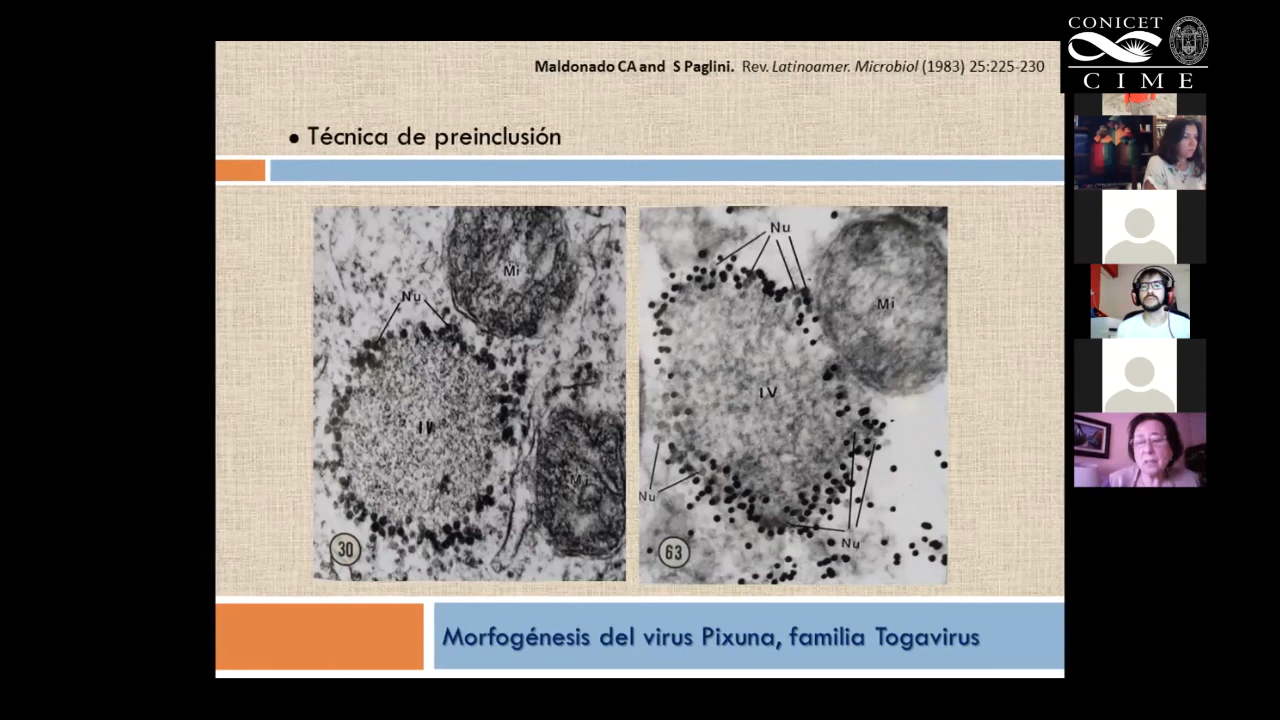 CONICET
CIME
Maldonado CA and S Paglini. Rev. Latinoamer. Microbiol (1983) 25:225-230
• Técnica de preinclusión
Nu
Mi
IV
Mi
30
Nu
Mi
IV
Nu
Nu
63
Morfogénesis del virus Pixuna, familia Togavirus